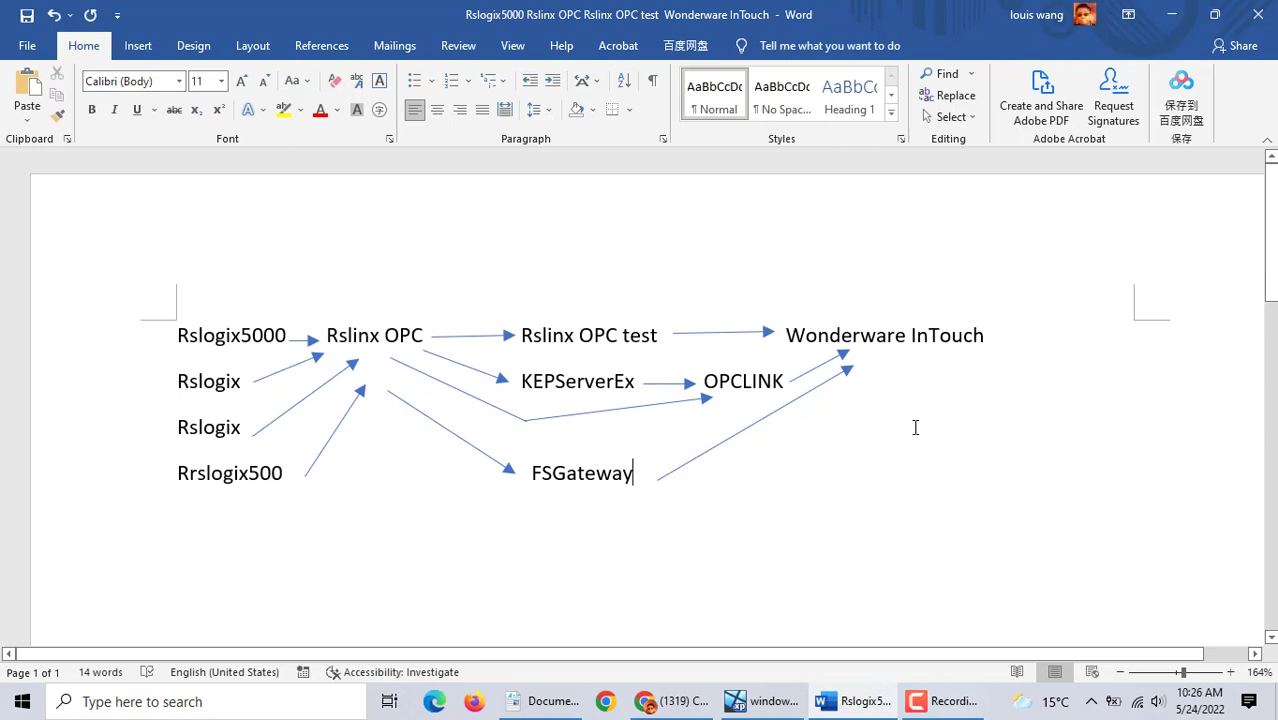 Rslogix5000 Rslinx OPC Rslinx OPC test Wonderware InTouch - Word
louis wang
File Home Insert Design Layout References Mailings Review View Help Acrobat 百度网盘 Tell me what you want to do Share
Paste
Calibri (Body) 11
AaBbCcDc AaBbCcDc AaBbCc
¶ Normal ¶ No Spac... Heading 1
Find
Replace
Select
Create and Share Adobe PDF
Request Signatures
保存到
百度网盘
Clipboard Font Paragraph Styles Editing Adobe Acrobat 保存
Rslogix5000 Rslinx OPC Rslinx OPC test Wonderware InTouch
Rslogix KEPServerEx OPCLINK
Rslogix
Rrslogix500 FSGateway
Page 1 of 1 14 words English (United States) Accessibility: Investigate 164%
Type here to search
Docume...
(1319) C...
window...
Rslogix5...
Recordi...
15°C
10:26 AM
5/24/2022